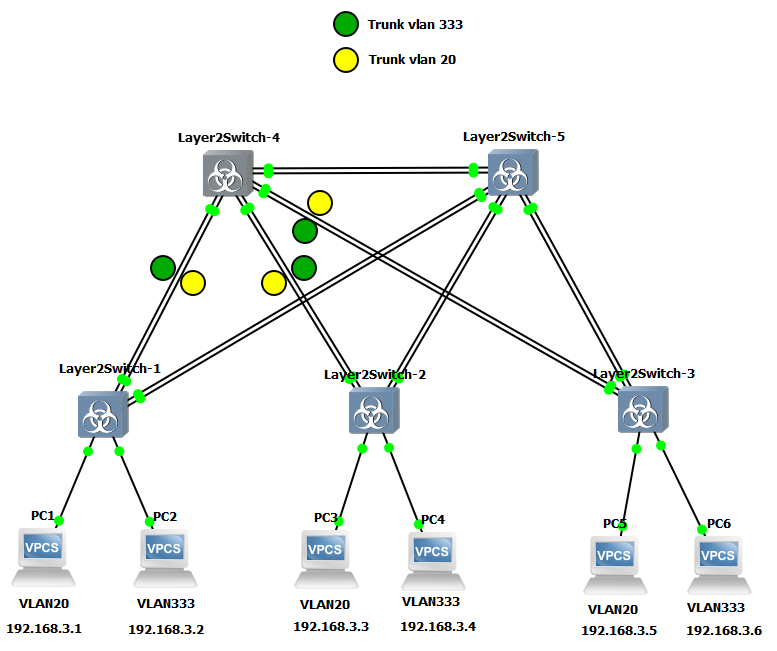 Trunk vlan 333
Trunk vlan 20
Layer2Switch-4
Layer2Switch-5
Layer2Switch-1
Layer2Switch-2
Layer2Switch-3
PC1
PC2
PC3
PC4
PC5
PC6
VPCS
VPCS
VPCS
VPCS
VPCS
VPCS
VLAN20
VLAN333
VLAN20
VLAN333
VLAN20
VLAN333
192.168.3.1
192.168.3.2
192.168.3.3
192.168.3.4
192.168.3.5
192.168.3.6